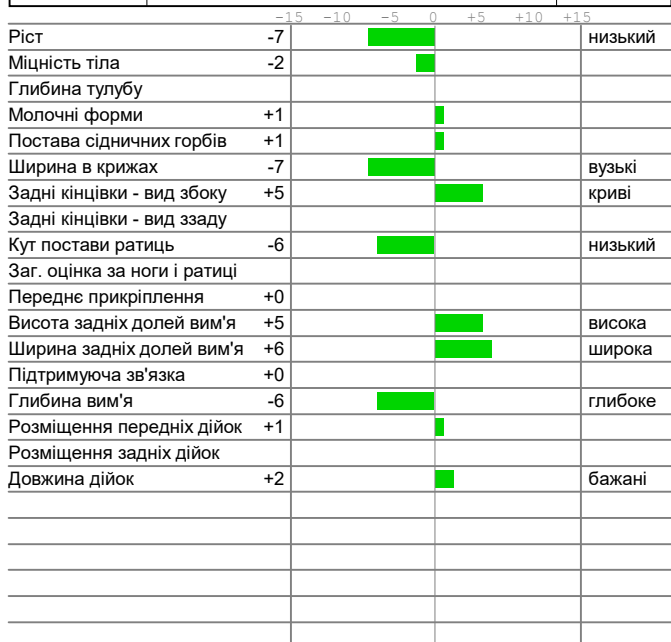 -15 -10 -5 0 +5 +10 +15
Ріст -7 низький
Міцність тіла -2
Глибина тулубу
Молочні форми +1
Постава сідничних горбів +1
Ширина в крижах -7 вузькі
Задні кінцівки - вид збоку +5 криві
Задні кінцівки - вид ззаду
Кут постави ратиць -6 низький
Заг. оцінка за ноги і ратиці
Переднє прикріплення +0
Висота задніх долей вим'я +5 висока
Ширина задніх долей вим'я +6 широка
Підтримуюча зв'язка +0
Глибина вим'я -6 глибоке
Розміщення передніх дійок +1
Розміщення задніх дійок
Довжина дійок +2 бажані